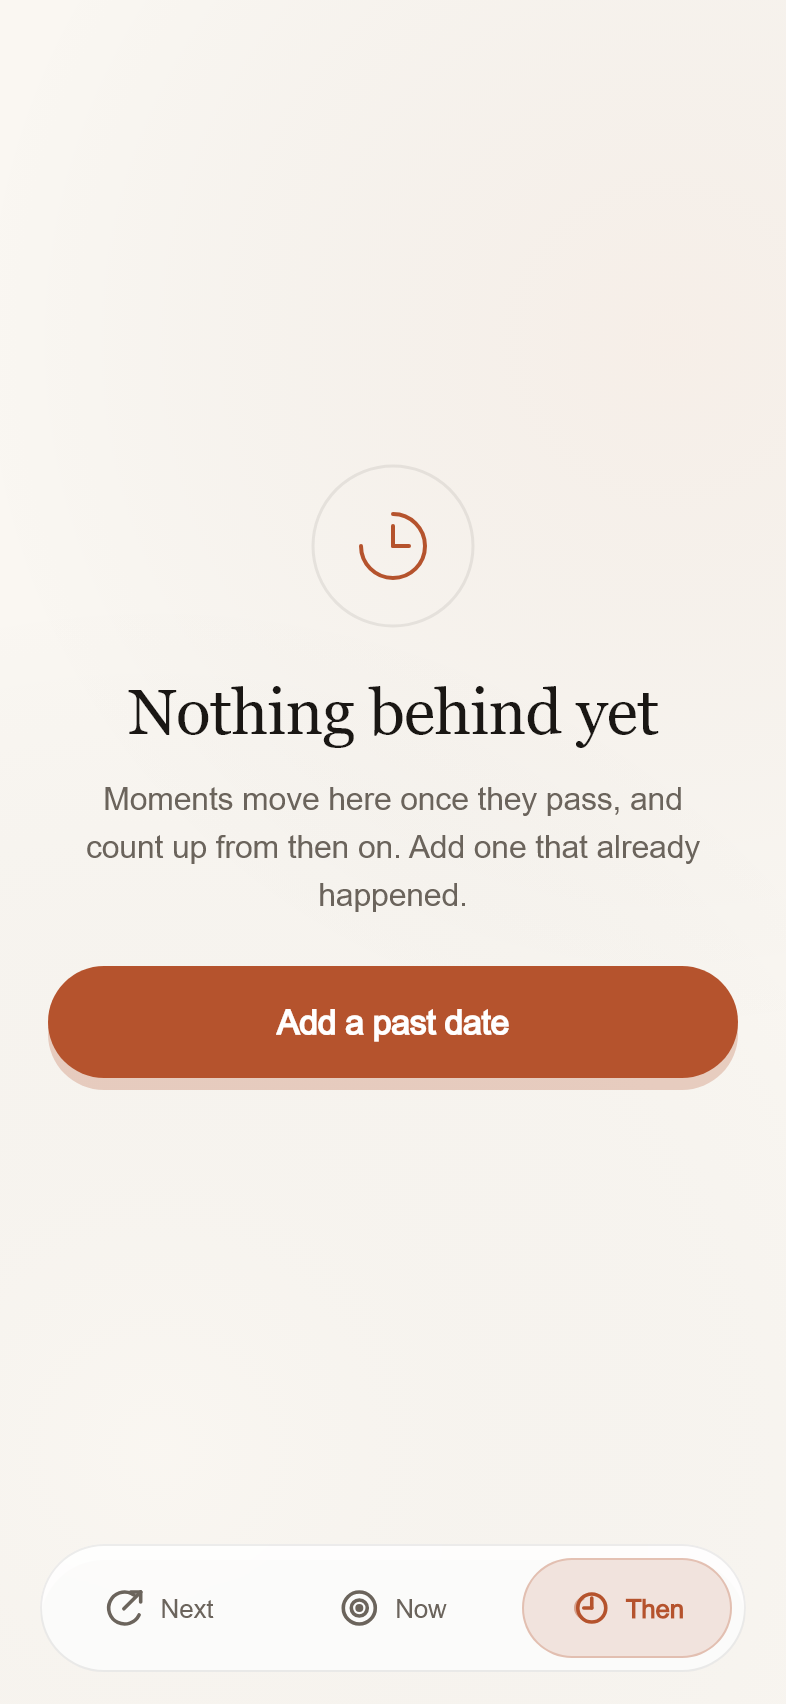 Nothing behind yet
Moments move here once they pass, and
count up from then on. Add one that already
happened.
Add a past date
Next
Now
Then